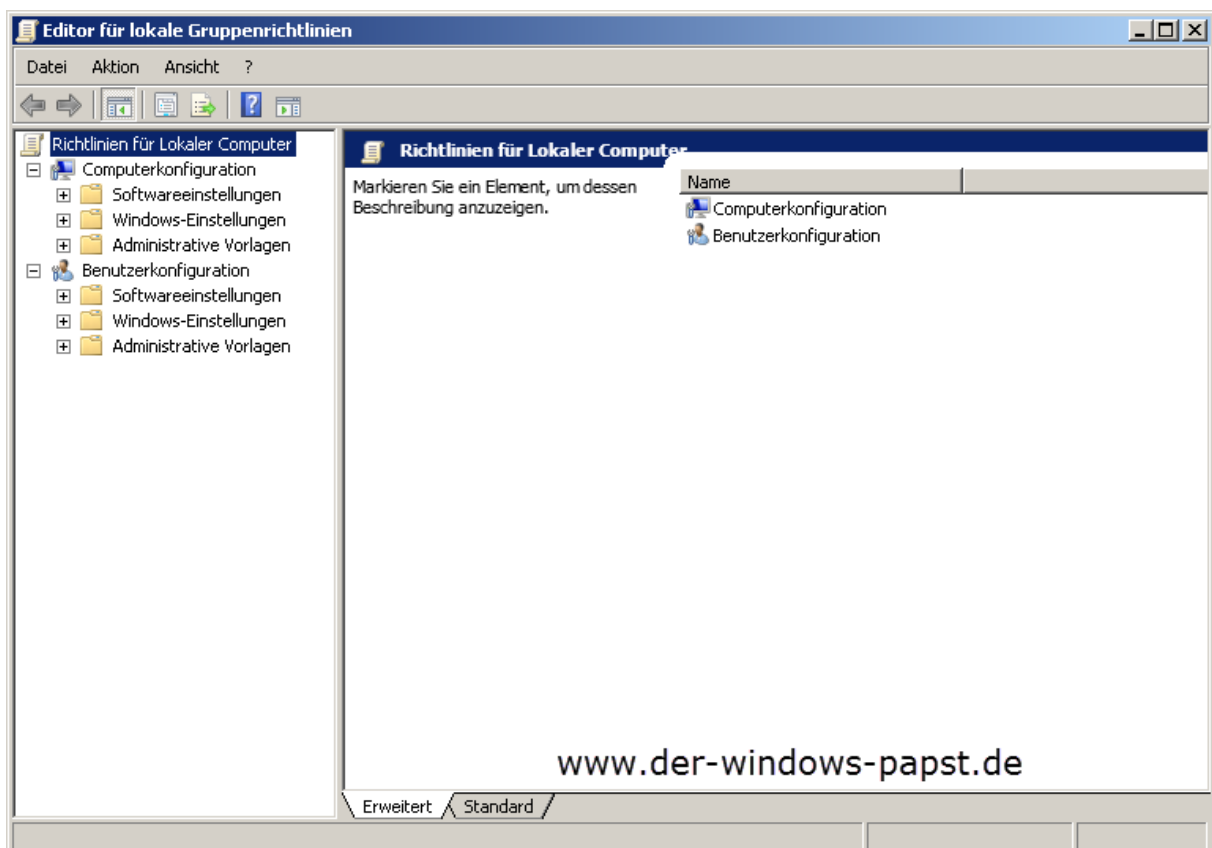 Editor für lokale Gruppenrichtlinien
Datei Aktion Ansicht ?
Richtlinien für Lokaler Computer
Computerkonfiguration
Softwareeinstellungen
Windows-Einstellungen
Administrative Vorlagen
Benutzerkonfiguration
Softwareeinstellungen
Windows-Einstellungen
Administrative Vorlagen
Richtlinien für Lokaler Computer
Markieren Sie ein Element, um dessen
Beschreibung anzuzeigen.
Name
Computerkonfiguration
Benutzerkonfiguration
www.der-windows-papst.de
Erweitert Standard